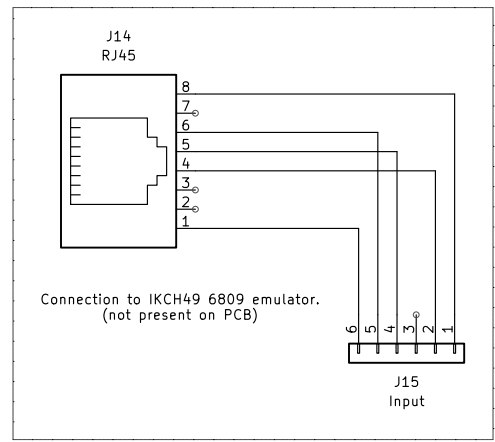 J14
RJ45
8
7
6
5
4
3
2
1
Connection to IKCH49 6809 emulator.
(not present on PCB)
6 5 4 3 2 1
J15
Input